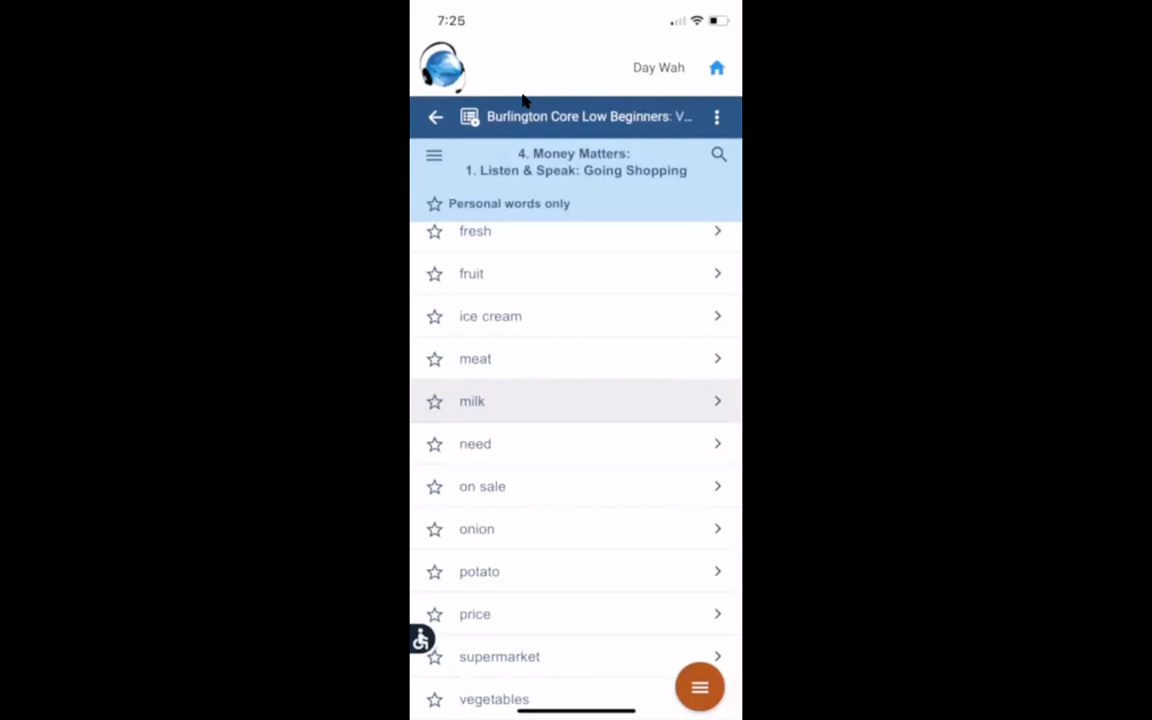 7:25
Day Wah
Burlington Core Low Beginners: V...
4. Money Matters:
1. Listen & Speak: Going Shopping
Personal words only
fresh
fruit
ice cream
meat
milk
need
on sale
onion
potato
price
supermarket
vegetables